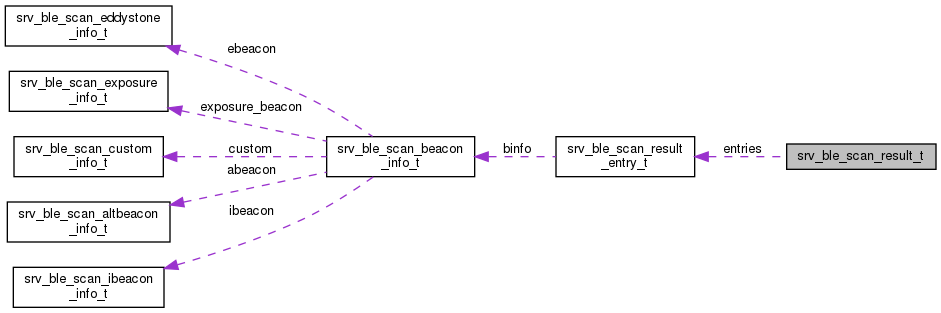 srv_ble_scan_eddystone
_info_t
ebeacon
srv_ble_scan_exposure
_info_t
exposure_beacon
srv_ble_scan_custom
_info_t
custom
srv_ble_scan_beacon
_info_t
binfo
srv_ble_scan_result
_entry_t
entries
srv_ble_scan_result_t
abeacon
srv_ble_scan_altbeacon
_info_t
ibeacon
srv_ble_scan_ibeacon
_info_t